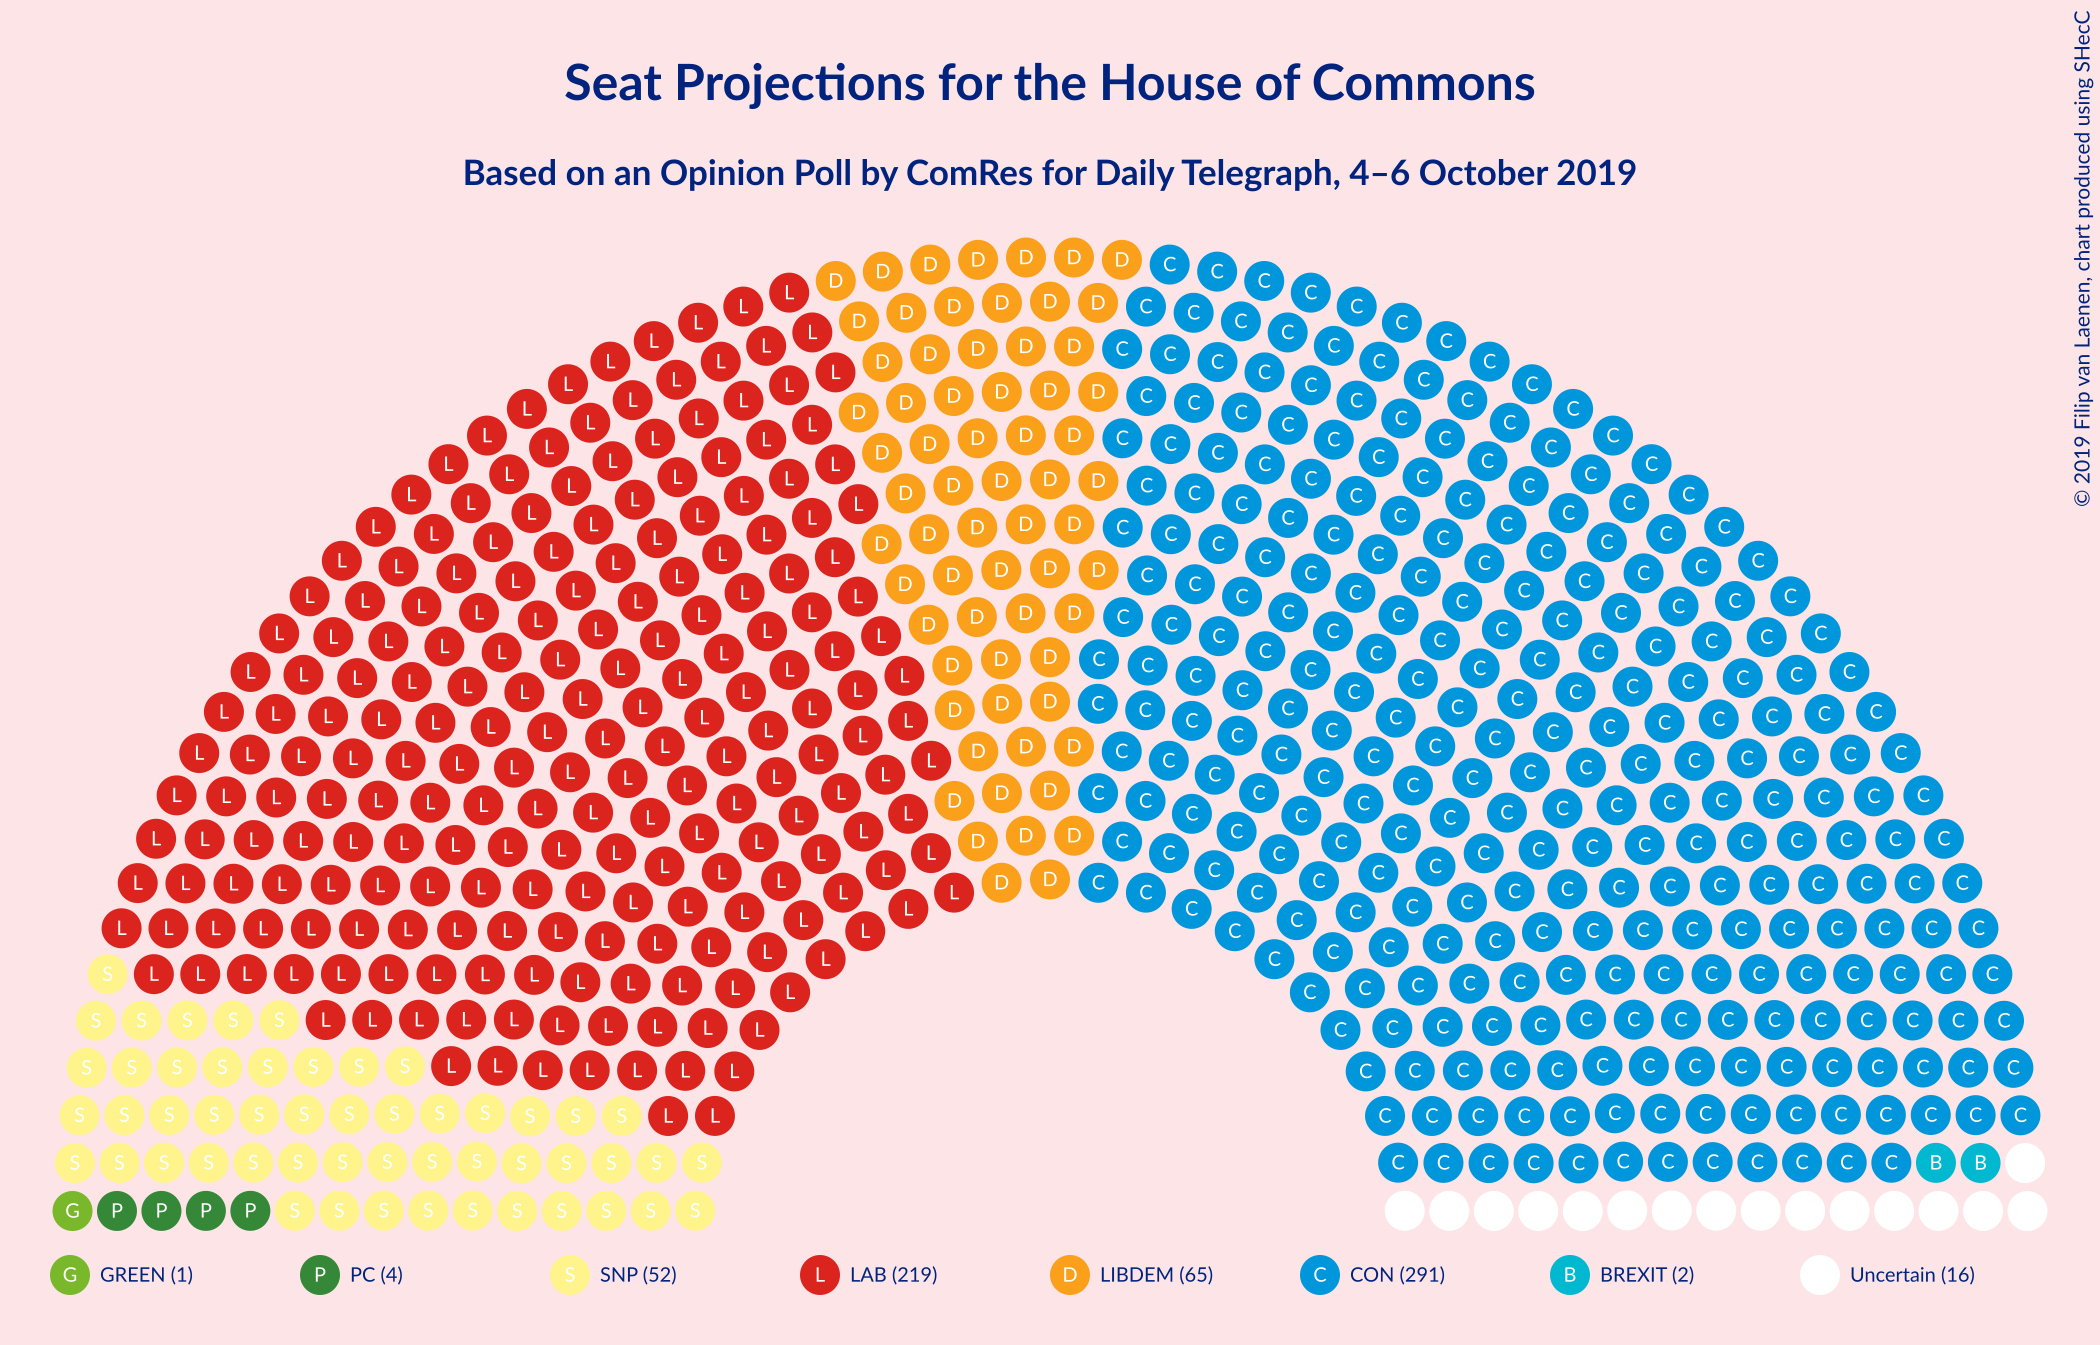 Seat Projections for the House of Commons
Based on an Opinion Poll by ComRes for Daily Telegraph, 4–6 October 2019
© 2019 Filip van Laenen, chart produced using SHecC
G GREEN (1)
P PC (4)
S SNP (52)
L LAB (219)
D LIBDEM (65)
C CON (291)
B BREXIT (2)
Uncertain (16)